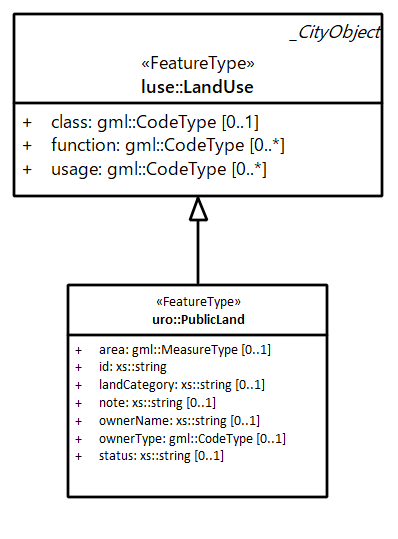 _CityObject
«FeatureType»
luse::LandUse
+ class: gml::CodeType [0..1]
+ function: gml::CodeType [0..*]
+ usage: gml::CodeType [0..*]
«FeatureType»
uro::PublicLand
+ area: gml::MeasureType [0..1]
+ id: xs::string
+ landCategory: xs::string [0..1]
+ note: xs::string [0..1]
+ ownerName: xs::string [0..1]
+ ownerType: gml::CodeType [0..1]
+ status: xs::string [0..1]